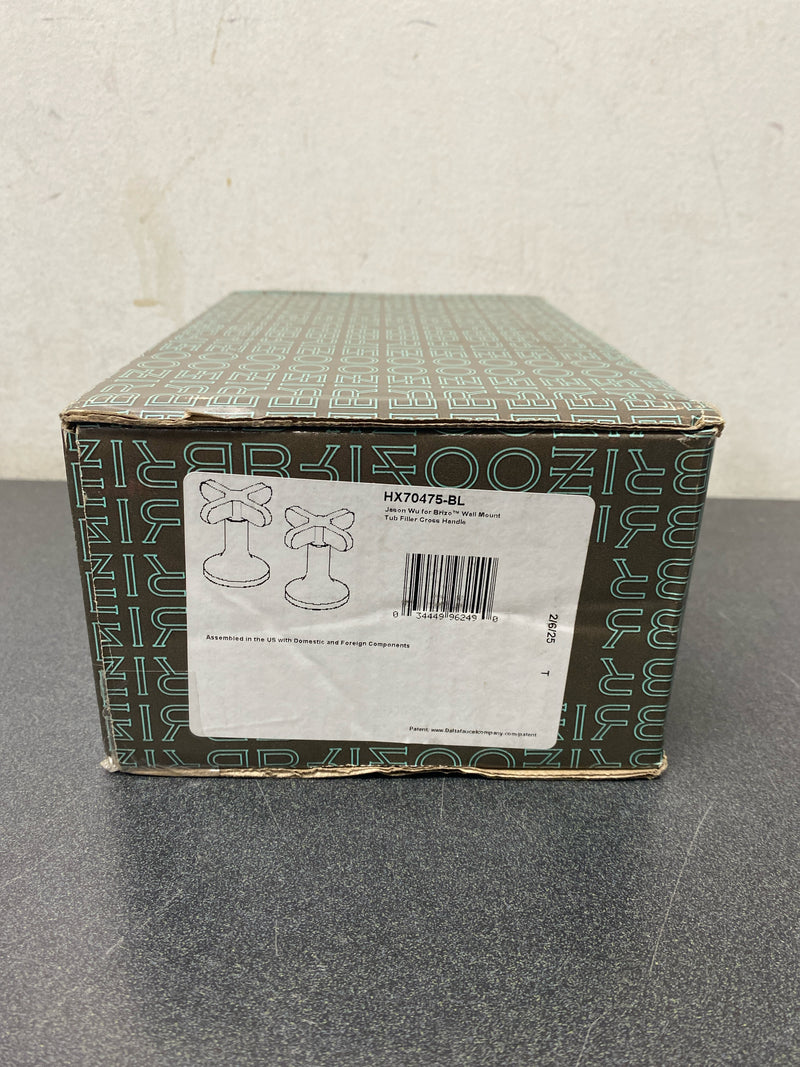 BRIZO
HX70475-BL
Jason Wu for Brizo™ Wall Mount
Tub Filler Cross Handle
0 34449 96249 0
2/6/25 T
Assembled in the US with Domestic and Foreign Components
Patent: www.Deltafaucetcompany.com/patent